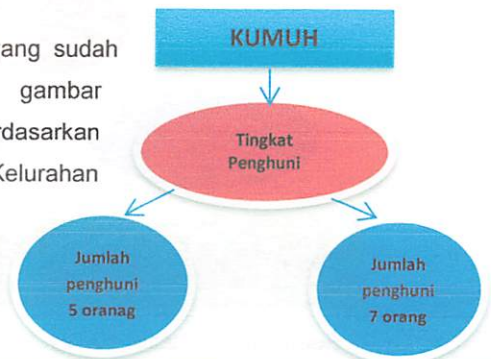 ang sudah
gambar
rdasarkan
Kelurahan
KUMUH
Tingkat
Penghuni
Jumlah
penghuni
5 oranag
Jumlah
penghuni
7 orang